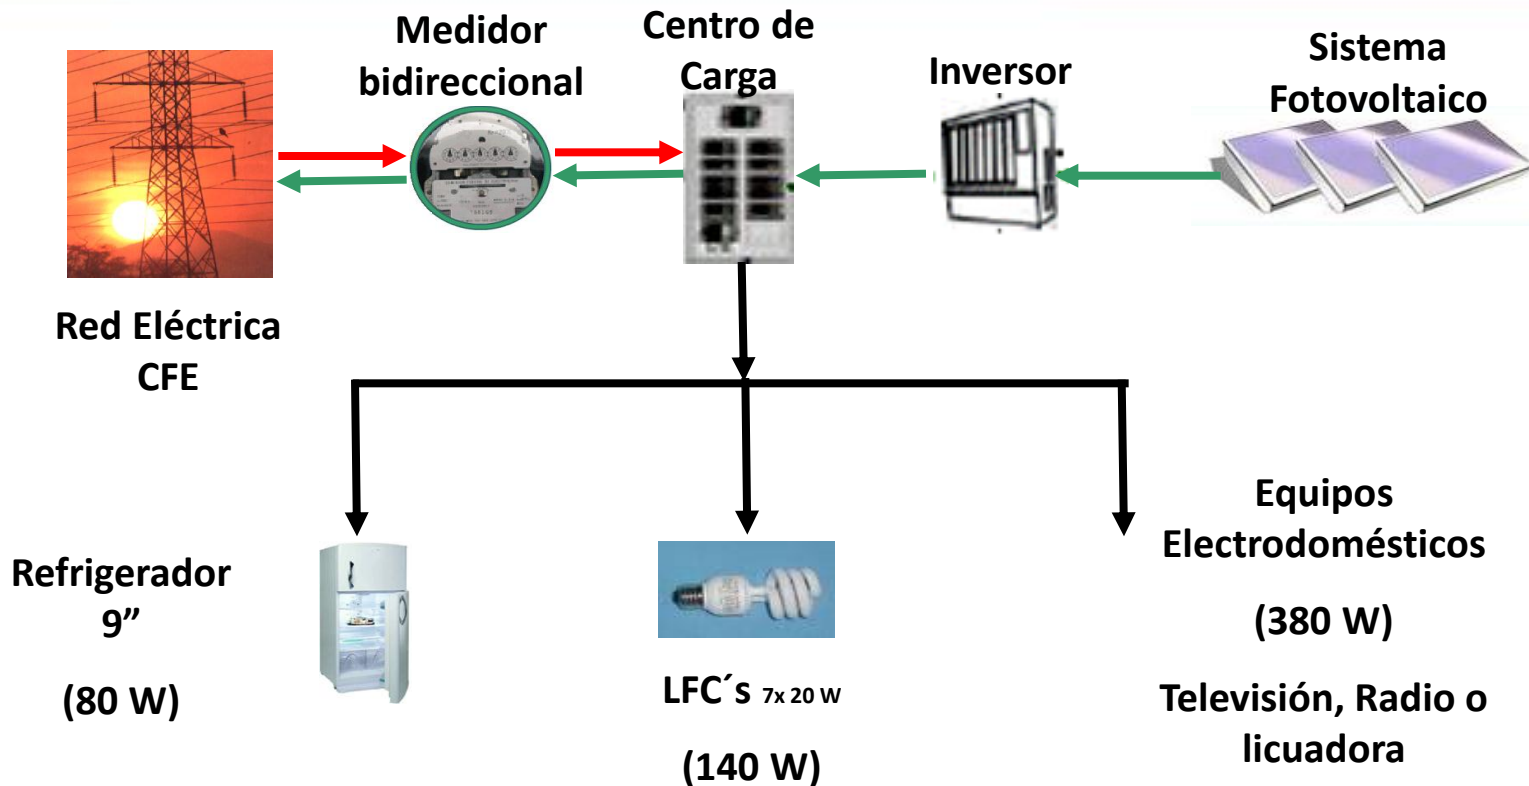 Medidor
bidireccional
Centro de
Carga
Inversor
Sistema
Fotovoltaico
Red Eléctrica
CFE
Refrigerador
9”
(80 W)
LFC´s 7x 20 W
(140 W)
Equipos
Electrodomésticos
(380 W)
Televisión, Radio o
licuadora